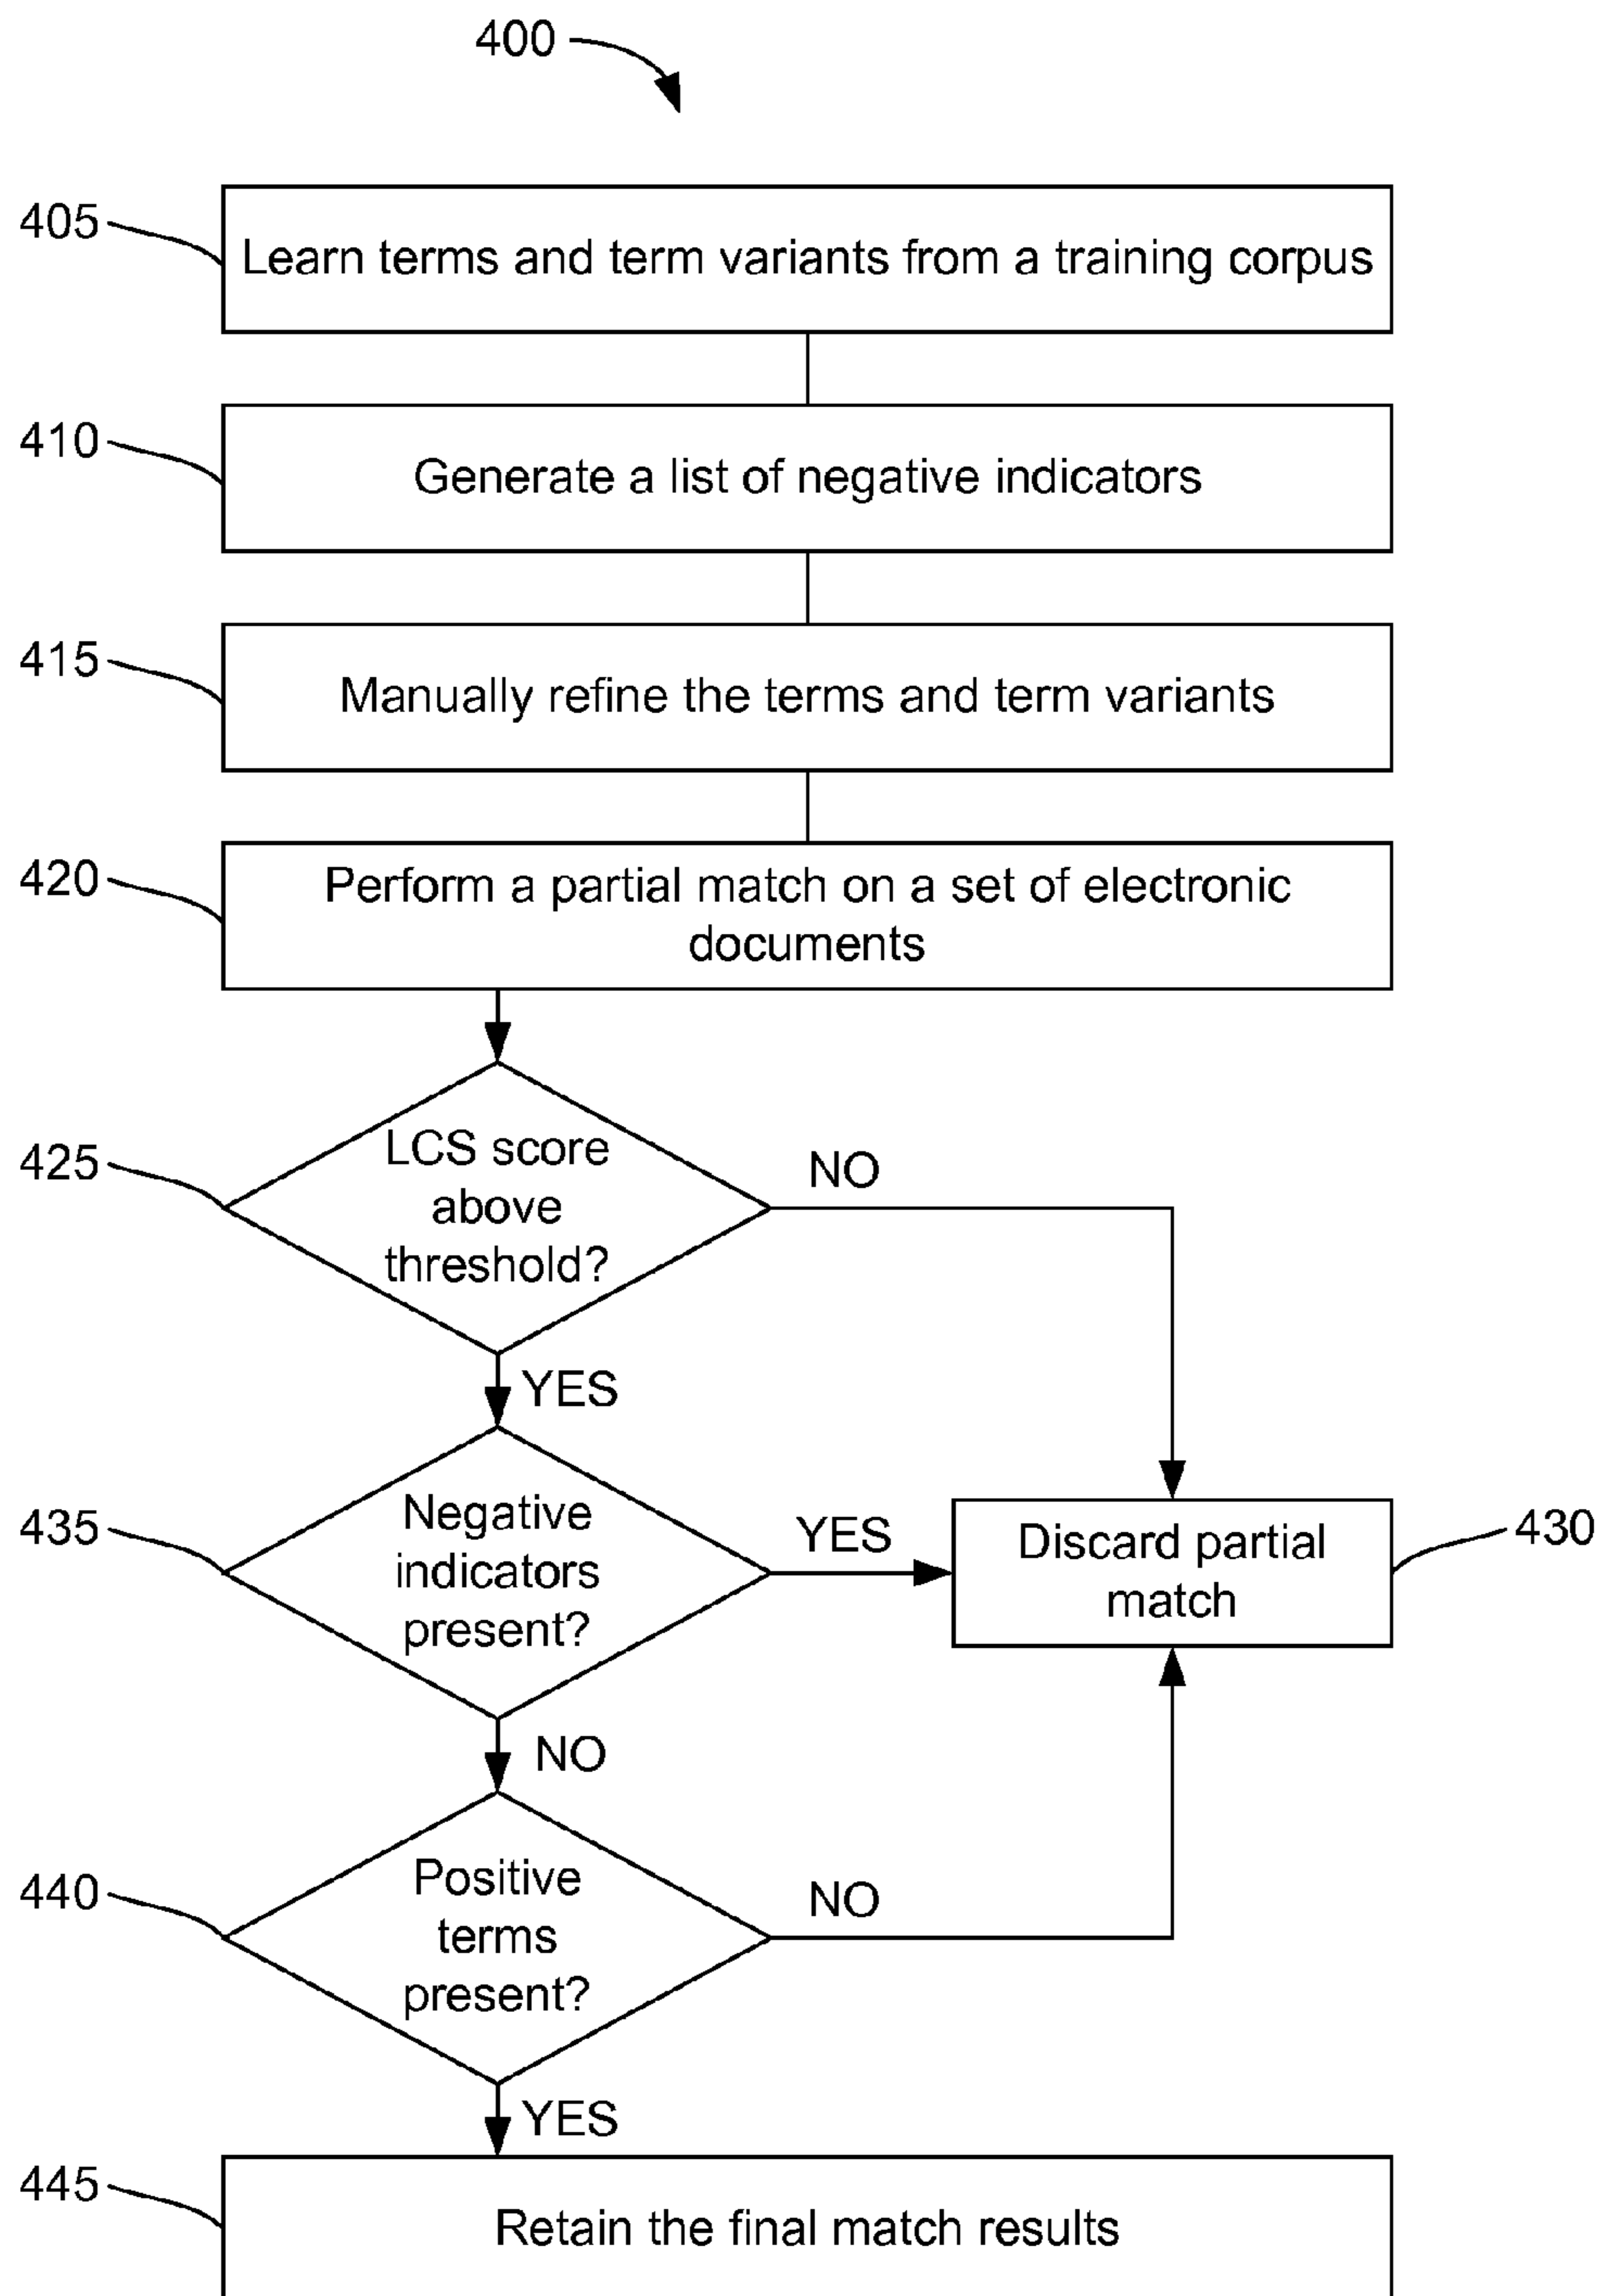 400
405
Learn terms and term variants from a training corpus
410
Generate a list of negative indicators
415
Manually refine the terms and term variants
420
Perform a partial match on a set of electronic
documents
425
LCS score
above
threshold?
NO
YES
435
Negative
indicators
present?
YES
Discard partial
match
430
NO
440
Positive
terms
present?
NO
YES
445
Retain the final match results